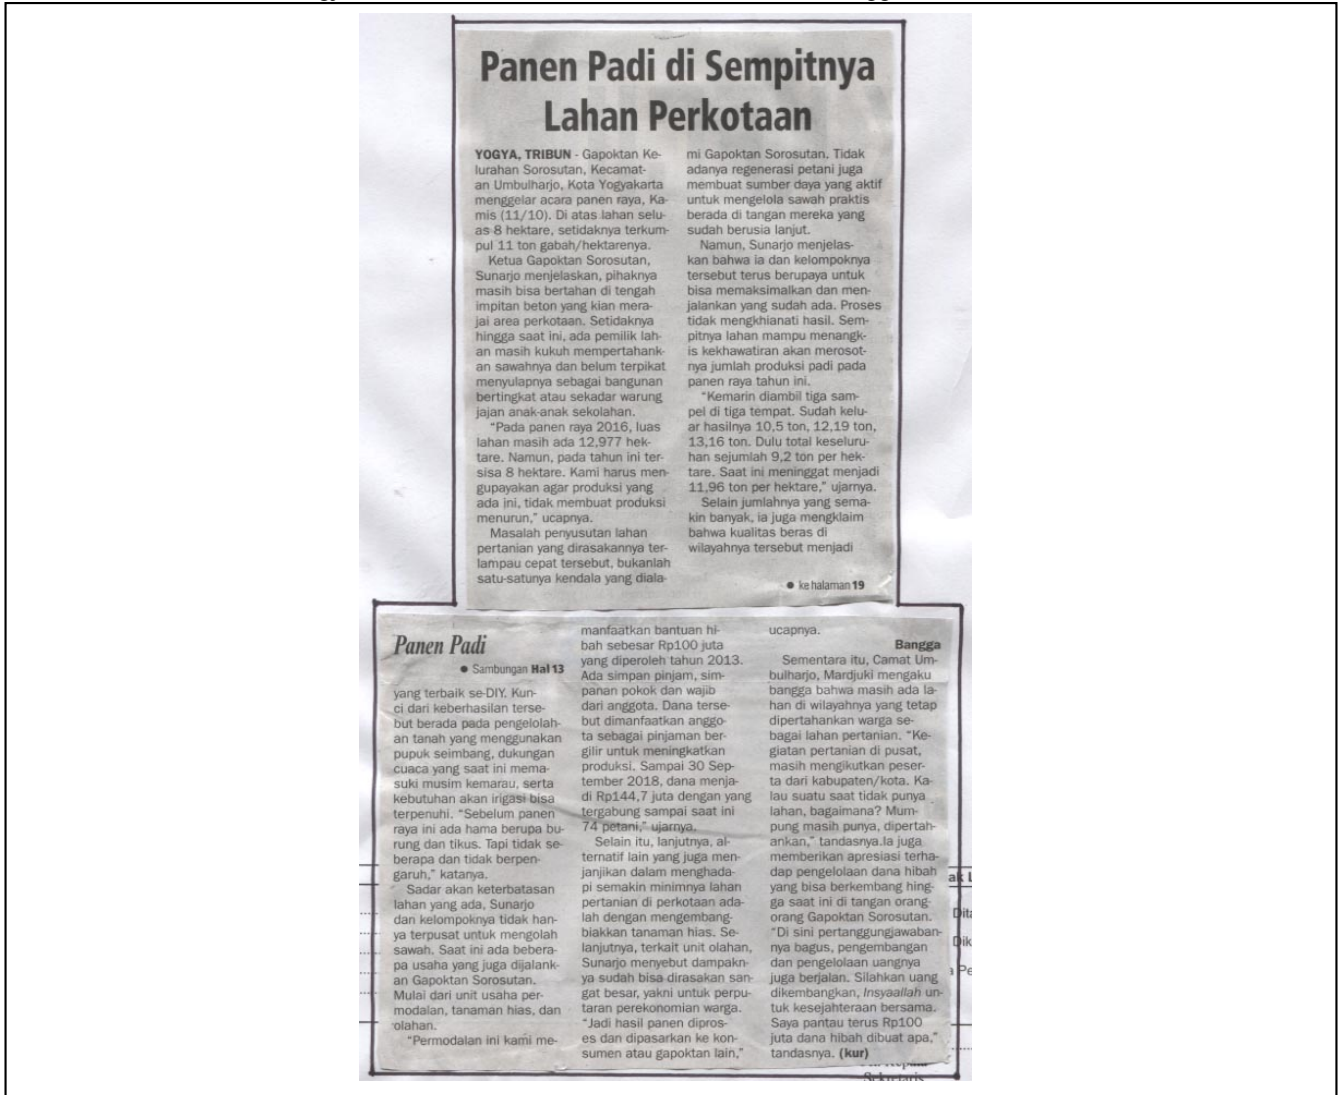 Panen Padi di Sempitnya
Lahan Perkotaan
YOGYA, TRIBUN - Gapoktan Ke-
lurahan Sorosutan, Kecamat-
an Umbulharjo, Kota Yogyakarta
menggelar acara panen raya, Ka-
mis (11/10). Di atas lahan selu-
as 8 hektare, setidaknya terkum-
pul 11 ton gabah/hektarenya.
Ketua Gapoktan Sorosutan,
Sunarjo menjelaskan, pihaknya
masih bisa bertahan di tengah
impitan beton yang kian mera-
jai area perkotaan. Setidaknya
hingga saat ini, ada pemilik lah-
an masih kukuh mempertahank-
an sawahnya dan belum terpikat
menyulapnya sebagai bangunan
bertingkat atau sekadar warung
jajan anak-anak sekolahan.
"Pada panen raya 2016, luas
lahan masih ada 12,977 hek-
tare. Namun, pada tahun ini ter-
sisa 8 hektare. Kami harus men-
gupayakan agar produksi yang
ada ini, tidak membuat produksi
menurun," ucapnya.
Masalah penyusutan lahan
pertanian yang dirasakannya ter-
lampau cepat tersebut, bukanlah
satu-satunya kendala yang diala-
mi Gapoktan Sorosutan. Tidak
adanya regenerasi petani juga
membuat sumber daya yang aktif
untuk mengelola sawah praktis
berada di tangan mereka yang
sudah berusia lanjut.
Namun, Sunarjo menjelas-
kan bahwa ia dan kelompoknya
tersebut terus berupaya untuk
bisa memaksimalkan dan men-
jalankan yang sudah ada. Proses
tidak mengkhianati hasil. Sem-
pitnya lahan mampu menangk-
is kekhawatiran akan merosot-
nya jumlah produksi padi pada
panen raya tahun ini.
"Kemarin diambil tiga sam-
pel di tiga tempat. Sudah kelu-
ar hasilnya 10,5 ton, 12,19 ton,
13,16 ton. Dulu total keseluru-
han sejumlah 9,2 ton per hek-
tare. Saat ini meninggat menjadi
11,96 ton per hektare," ujarnya.
Selain jumlahnya yang sema-
kin banyak, ia juga mengklaim
bahwa kualitas beras di
wilayahnya tersebut menjadi
● ke halaman 19
Panen Padi
● Sambungan Hal 13
yang terbaik se-DIY. Kun-
ci dari keberhasilan terse-
but berada pada pengelolah-
an tanah yang menggunakan
pupuk seimbang, dukungan
cuaca yang saat ini mema-
suki musim kemarau, serta
kebutuhan akan irigasi bisa
terpenuhi. "Sebelum panen
raya ini ada hama berupa bu-
rung dan tikus. Tapi tidak se-
berapa dan tidak berpen-
garuh," katanya.
Sadar akan keterbatasan
lahan yang ada, Sunarjo
dan kelompoknya tidak han-
ya terpusat untuk mengolah
sawah. Saat ini ada bebera-
pa usaha yang juga dijalank-
an Gapoktan Sorosutan.
Mulai dari unit usaha per-
modalan, tanaman hias, dan
olahan.
"Permodalan ini kami me-
manfaatkan bantuan hi-
bah sebesar Rp100 juta
yang diperoleh tahun 2013.
Ada simpan pinjam, sim-
panan pokok dan wajib
dari anggota. Dana terse-
but dimanfaatkan anggo-
ta sebagai pinjaman ber-
gilir untuk meningkatkan
produksi. Sampai 30 Sep-
tember 2018, dana menja-
di Rp144,7 juta dengan yang
tergabung sampai saat ini
74 petani," ujarnya.
Selain itu, lanjutnya, al-
ternatif lain yang juga men-
janjikan dalam menghada-
pi semakin minimnya lahan
pertanian di perkotaan ada-
lah dengan mengembang-
biakkan tanaman hias. Se-
lanjutnya, terkait unit olahan,
Sunarjo menyebut dampakn-
ya sudah bisa dirasakan san-
gat besar, yakni untuk perpu-
taran perekonomian warga.
"Jadi hasil panen dipros-
es dan dipasarkan ke kon-
sumen atau gapoktan lain,"
ucapnya.
Bangga
Sementara itu, Camat Um-
bulharjo, Mardjuki mengaku
bangga bahwa masih ada la-
han di wilayahnya yang tetap
dipertahankan warga se-
bagai lahan pertanian. "Ke-
giatan pertanian di pusat,
masih mengikutkan peser-
ta dari kabupaten/kota. Ka-
lau suatu saat tidak punya
lahan, bagaimana? Mum-
pung masih punya, dipertah-
ankan," tandasnya.Ia juga
memberikan apresiasi terha-
dap pengelolaan dana hibah
yang bisa berkembang hing-
ga saat ini di tangan orang-
orang Gapoktan Sorosutan.
"Di sini pertanggungjawaban-
nya bagus, pengembangan
dan pengelolaan uangnya
juga berjalan. Silahkan uang
dikembangkan, Insyaallah un-
tuk kesejahteraan bersama.
Saya pantau terus Rp100
juta dana hibah dibuat apa,"
tandasnya. (kur)